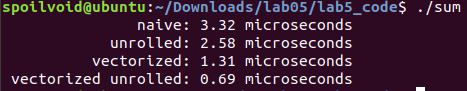 spoilvoid@ubuntu:~/Downloads/lab05/lab5_code$ ./sum
naive: 3.32 microseconds
unrolled: 2.58 microseconds
vectorized: 1.31 microseconds
vectorized unrolled: 0.69 microseconds